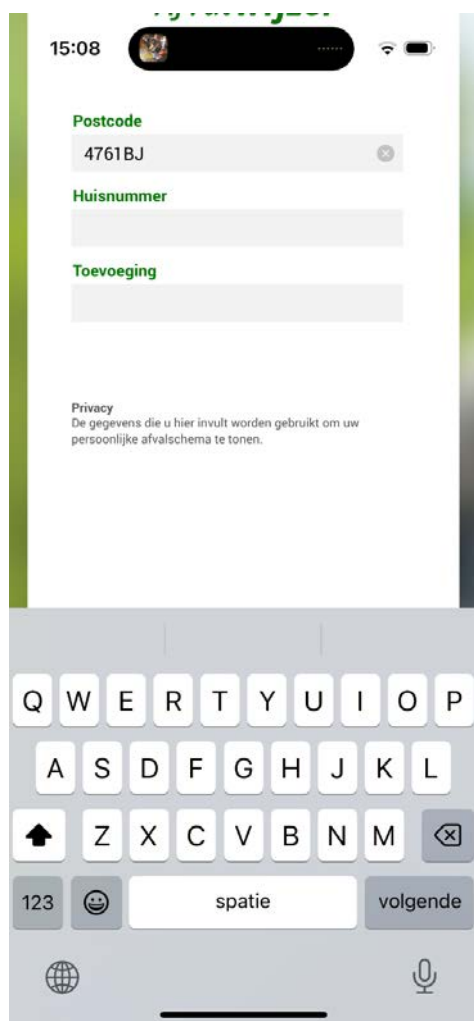 15:08
Postcode
4761BJ
Huisnummer
Toevoeging
Privacy
De gegevens die u hier invult worden gebruikt om uw
persoonlijke afvalschema te tonen.
Q W E R T Y U I O P
A S D F G H J K L
Z X C V B N M
123 spatie volgende